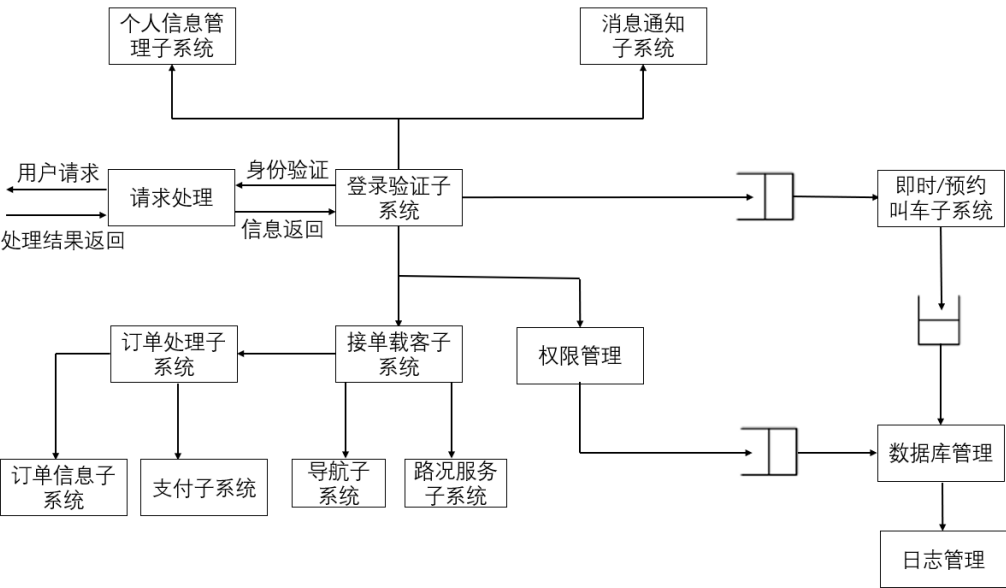 个人信息管
理子系统
消息通知
子系统
用户请求
请求处理
处理结果返回
身份验证
信息返回
登录验证子
系统
即时/预约
叫车子系统
订单处理子
系统
接单载客子
系统
权限管理
订单信息子
系统
支付子系统
导航子
系统
路况服务
子系统
数据库管理
日志管理